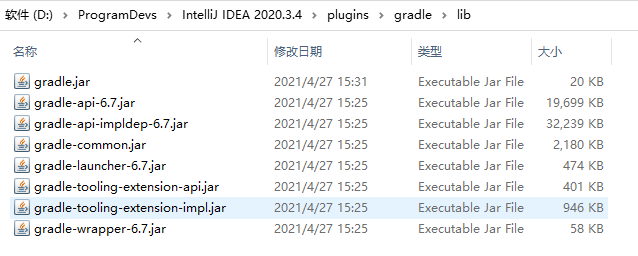 软件 (D:) > ProgramDevs > IntelliJ IDEA 2020.3.4 > plugins > gradle > lib
名称 修改日期 类型 大小
gradle.jar 2021/4/27 15:31 Executable Jar File 20 KB
gradle-api-6.7.jar 2021/4/27 15:25 Executable Jar File 19,699 KB
gradle-api-impldep-6.7.jar 2021/4/27 15:25 Executable Jar File 32,239 KB
gradle-common.jar 2021/4/27 15:25 Executable Jar File 2,180 KB
gradle-launcher-6.7.jar 2021/4/27 15:25 Executable Jar File 474 KB
gradle-tooling-extension-api.jar 2021/4/27 15:25 Executable Jar File 401 KB
gradle-tooling-extension-impl.jar 2021/4/27 15:25 Executable Jar File 946 KB
gradle-wrapper-6.7.jar 2021/4/27 15:25 Executable Jar File 58 KB